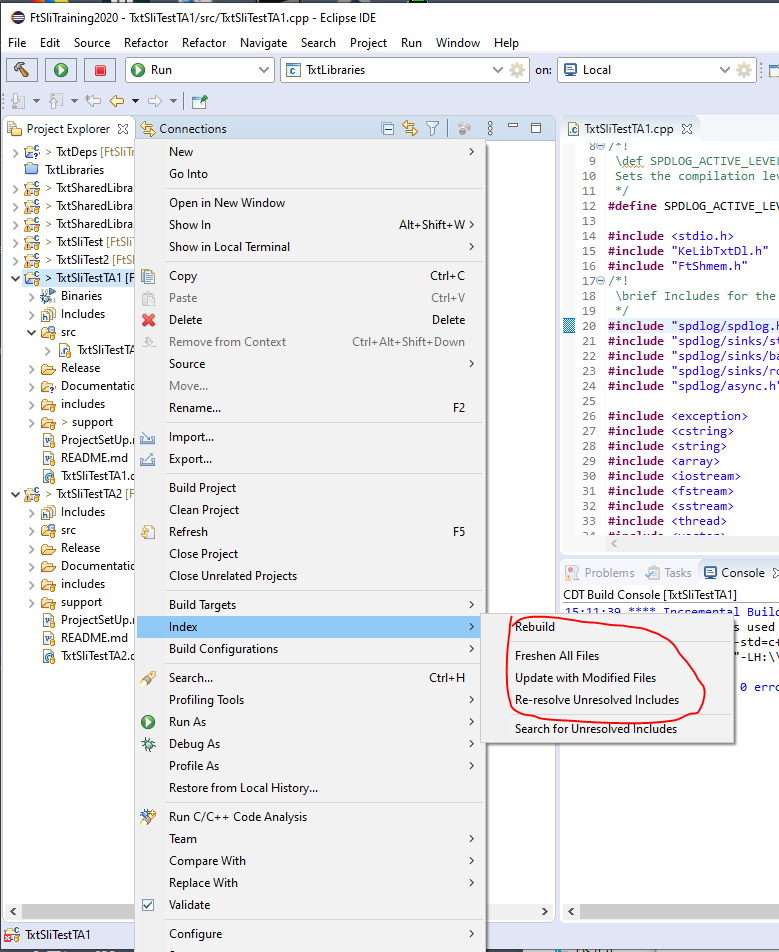 FtSliTraining2020 - TxtSliTestTA1/src/TxtSliTestTA1.cpp - Eclipse IDE
File Edit Source Refactor Refactor Navigate Search Project Run Window Help
Run TxtLibraries on: Local
Project Explorer Connections TxtSliTestTA1.cpp
> TxtDeps [FtSliTr
TxtLibraries
> TxtSharedLibra
> TxtSharedLibra
> TxtSharedLibra
> TxtSliTest [FtSl
> TxtSliTest2 [FtS
> TxtSliTestTA1 [F
Binaries
Includes
src
TxtSliTestTA
Release
Documentatio
includes
> support
ProjectSetUp.
README.md
TxtSliTestTA1.
> TxtSliTestTA2 [F
Includes
src
Release
Documentatio
includes
support
ProjectSetUp.
README.md
TxtSliTestTA2.
New
Go Into
Open in New Window
Show In Alt+Shift+W
Show in Local Terminal
Copy Ctrl+C
Paste Ctrl+V
Delete Delete
Remove from Context Ctrl+Alt+Shift+Down
Source
Move...
Rename... F2
Import...
Export...
Build Project
Clean Project
Refresh F5
Close Project
Close Unrelated Projects
Build Targets
Index
Build Configurations
Search... Ctrl+H
Profiling Tools
Run As
Debug As
Profile As
Restore from Local History...
Run C/C++ Code Analysis
Team
Compare With
Replace With
Validate
Configure
Rebuild
Freshen All Files
Update with Modified Files
Re-resolve Unresolved Includes
Search for Unresolved Includes
8 /*!
9 \def SPDLOG_ACTIVE_LEVEL
10 Sets the compilation lev
11 */
12 #define SPDLOG_ACTIVE_LEV
13
14 #include <stdio.h>
15 #include "KeLibTxtDl.h"
16 #include "FtShmem.h"
17 /*!
18 \brief Includes for the
19 */
20 #include "spdlog/spdlog.h
21 #include "spdlog/sinks/st
22 #include "spdlog/sinks/ba
23 #include "spdlog/sinks/ro
24 #include "spdlog/async.h"
25
26 #include <exception>
27 #include <cstring>
28 #include <string>
29 #include <array>
30 #include <iostream>
31 #include <fstream>
32 #include <sstream>
33 #include <thread>
34 #include <vector>
Problems Tasks Console
CDT Build Console [TxtSliTestTA1]
15:11:39 **** Incremental Build
s used
-std=c+
"-LH:\\
0 erro
TxtSliTestTA1